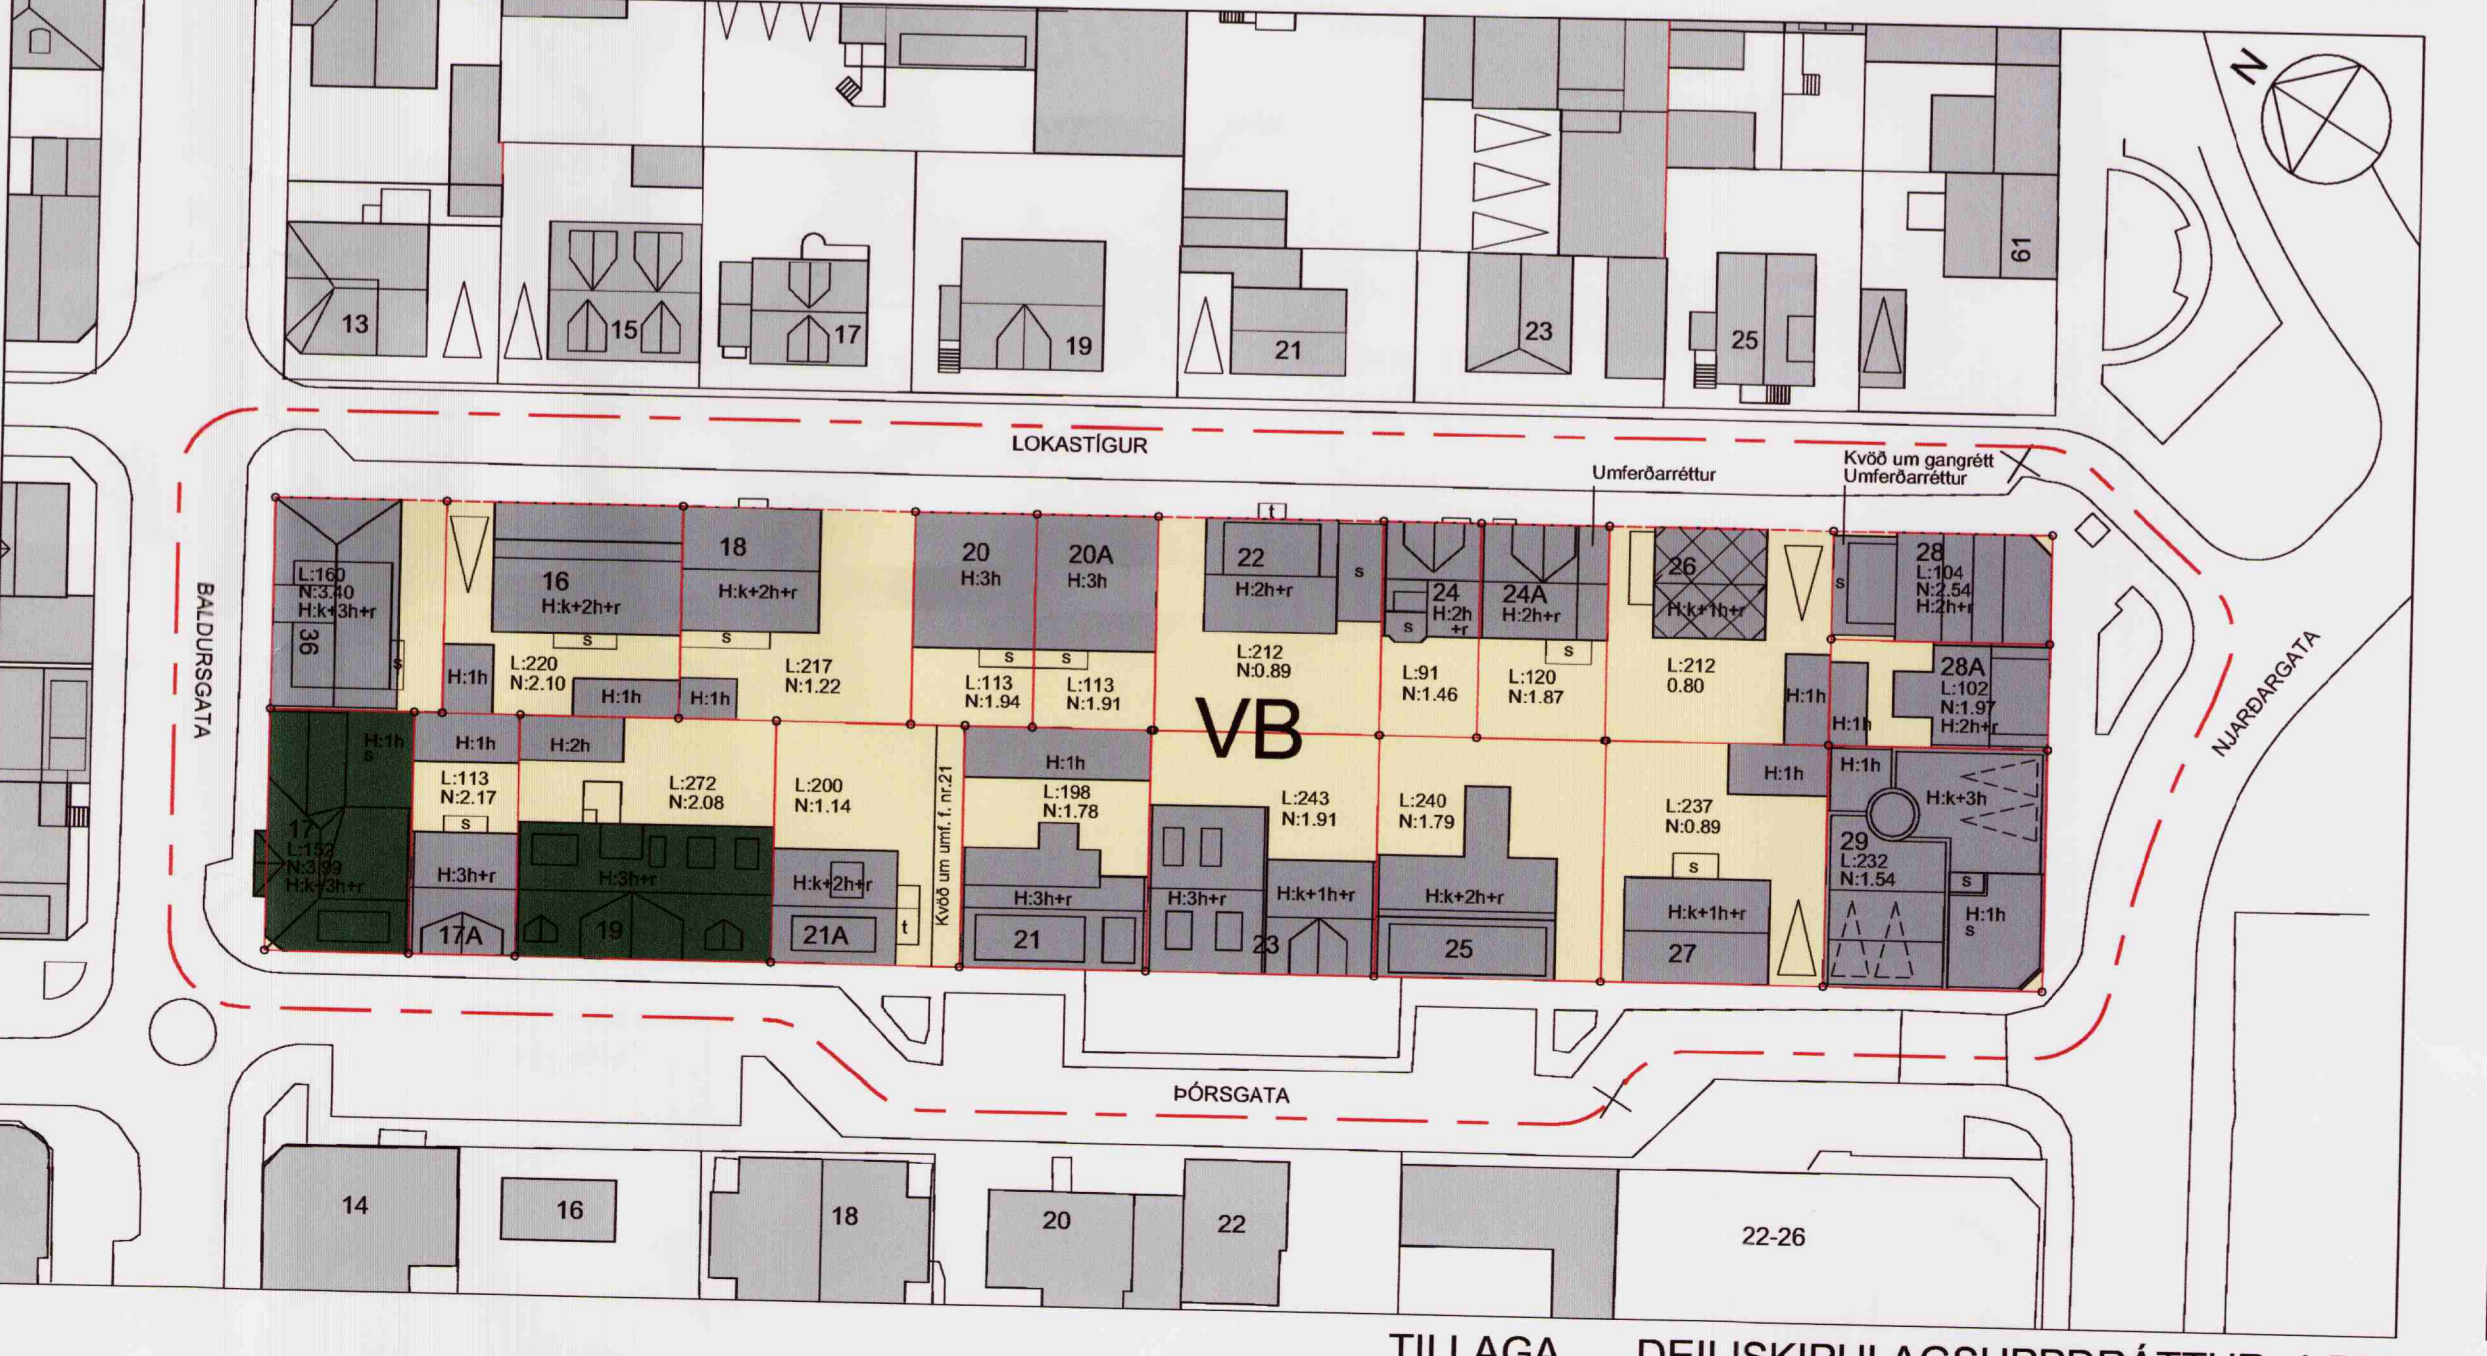 N
13
15
17
19
21
23
25
61
LOKASTÍGUR
Umferðarréttur
Kvöð um gangrétt
Umferðarréttur
BALDURSGATA
NJARÐARGATA
L:160
N:3.40
H:k+3h+r
36
s
H:1h
16
H:k+2h+r
s
L:220
N:2.10
H:1h
18
H:k+2h+r
s
H:1h
L:217
N:1.22
20
H:3h
s
L:113
N:1.94
20A
H:3h
s
L:113
N:1.91
t
22
H:2h+r
s
L:212
N:0.89
24
H:2h
+r
s
L:91
N:1.46
24A
H:2h+r
s
L:120
N:1.87
26
H:k+1h+r
L:212
0.80
H:1h
s
28
L:104
N:2.54
H:2h+r
H:1h
28A
L:102
N:1.97
H:2h+r
VB
H:1h
s
17
L:152
N:3.99
H:k+3h+r
H:1h
L:113
N:2.17
s
H:3h+r
17A
H:2h
L:272
N:2.08
H:3h+r
19
L:200
N:1.14
H:k+2h+r
21A
t
Kvöð um umf. f. nr.21
H:1h
L:198
N:1.78
H:3h+r
21
L:243
N:1.91
H:3h+r
H:k+1h+r
23
L:240
N:1.79
H:k+2h+r
25
H:1h
L:237
N:0.89
s
H:k+1h+r
27
H:1h
H:k+3h
29
L:232
N:1.54
s
H:1h
s
ÞÓRSGATA
14
16
18
20
22
22-26
TILLAGA DEILISKIPULAGSUPPDRÁTTUR